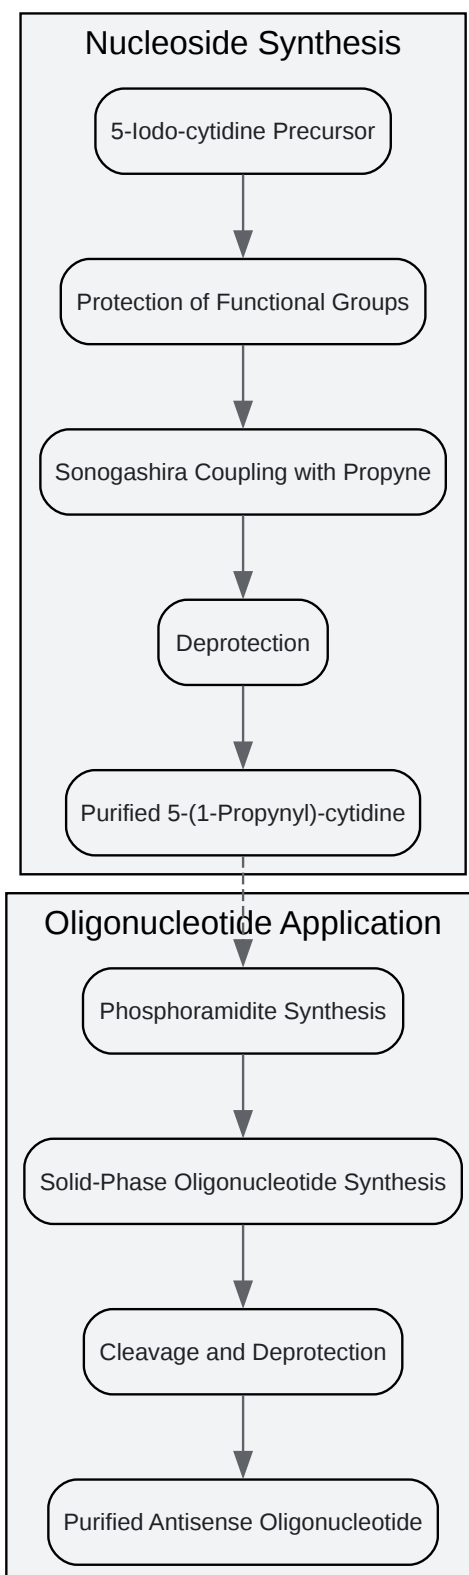 Nucleoside Synthesis
5-Iodo-cytidine Precursor
Protection of Functional Groups
Sonogashira Coupling with Propyne
Deprotection
Purified 5-(1-Propynyl)-cytidine
Oligonucleotide Application
Phosphoramidite Synthesis
Solid-Phase Oligonucleotide Synthesis
Cleavage and Deprotection
Purified Antisense Oligonucleotide